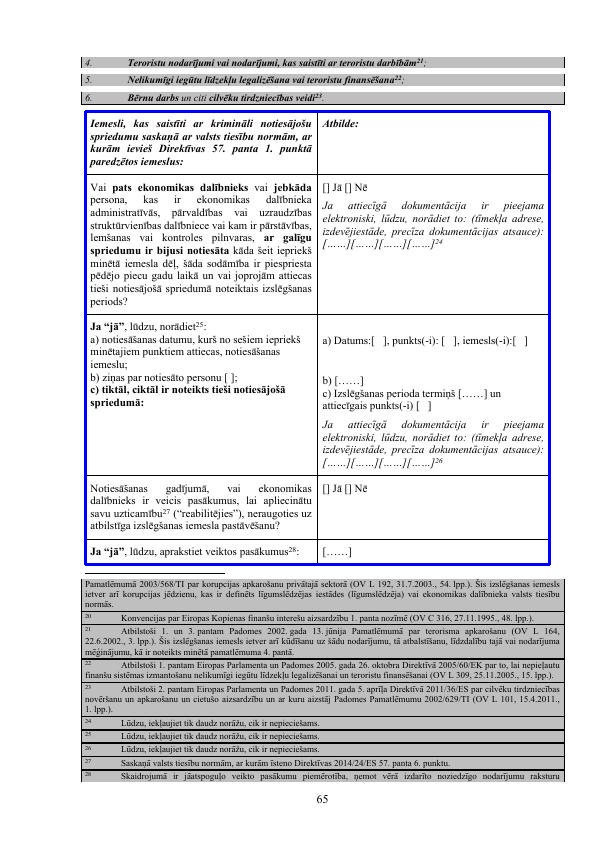 4. Teroristu nodarījumi vai nodarījumi, kas saistīti ar teroristu darbībām21;
5. Nelikumīgi iegūtu līdzekļu legalizēšana vai teroristu finansēšana22;
6. Bērnu darbs un citi cilvēku tirdzniecības veidi23.
Iemesli, kas saistīti ar krimināli notiesājošu
spriedumu saskaņā ar valsts tiesību normām, ar
kurām ievieš Direktīvas 57. panta 1. punktā
paredzētos iemeslus:
Atbilde:
Vai pats ekonomikas dalībnieks vai jebkāda
persona, kas ir ekonomikas dalībnieka
administratīvās, pārvaldības vai uzraudzības
struktūrvienības dalībniece vai kam ir pārstāvības,
lemšanas vai kontroles pilnvaras, ar galīgu
spriedumu ir bijusi notiesāta kāda šeit iepriekš
minētā iemesla dēļ, šāda sodāmība ir piespriesta
pēdējo piecu gadu laikā un vai joprojām attiecas
tieši notiesājošā spriedumā noteiktais izslēgšanas
periods?
[] Jā [] Nē
Ja attiecīgā dokumentācija ir pieejama
elektroniski, lūdzu, norādiet to: (tīmekļa adrese,
izdevējiestāde, precīza dokumentācijas atsauce):
[……][……][……][……]24
Ja “jā”, lūdzu, norādiet25:
a) notiesāšanas datumu, kurš no sešiem iepriekš
minētajiem punktiem attiecas, notiesāšanas
iemeslu;
b) ziņas par notiesāto personu [ ];
c) tiktāl, ciktāl ir noteikts tieši notiesājošā
spriedumā:
a) Datums:[   ], punkts(-i): [   ], iemesls(-i):[   ]
b) [……]
c) Izslēgšanas perioda termiņš [……] un
attiecīgais punkts(-i) [   ]
Ja attiecīgā dokumentācija ir pieejama
elektroniski, lūdzu, norādiet to: (tīmekļa adrese,
izdevējiestāde, precīza dokumentācijas atsauce):
[……][……][……][……]26
Notiesāšanas gadījumā, vai ekonomikas
dalībnieks ir veicis pasākumus, lai apliecinātu
savu uzticamību27 (“reabilitējies”), neraugoties uz
atbilstīga izslēgšanas iemesla pastāvēšanu?
[] Jā [] Nē
Ja “jā”, lūdzu, aprakstiet veiktos pasākumus28:
[……]
Pamatlēmumā 2003/568/TI par korupcijas apkarošanu privātajā sektorā (OV L 192, 31.7.2003., 54. lpp.). Šis izslēgšanas iemesls
ietver arī korupcijas jēdzienu, kas ir definēts līgumslēdzējas iestādes (līgumslēdzēja) vai ekonomikas dalībnieka valsts tiesību
normās.
20 Konvencijas par Eiropas Kopienas finanšu interešu aizsardzību 1. panta nozīmē (OV C 316, 27.11.1995., 48. lpp.).
21 Atbilstoši 1. un 3. pantam Padomes 2002. gada 13. jūnija Pamatlēmumā par terorisma apkarošanu (OV L 164,
22.6.2002., 3. lpp.). Šis izslēgšanas iemesls ietver arī kūdīšanu uz šādu nodarījumu, tā atbalstīšanu, līdzdalību tajā vai nodarījuma
mēģinājumu, kā ir noteikts minētā pamatlēmuma 4. pantā.
22 Atbilstoši 1. pantam Eiropas Parlamenta un Padomes 2005. gada 26. oktobra Direktīvā 2005/60/EK par to, lai nepieļautu
finanšu sistēmas izmantošanu nelikumīgi iegūtu līdzekļu legalizēšanai un teroristu finansēšanai (OV L 309, 25.11.2005., 15. lpp.).
23 Atbilstoši 2. pantam Eiropas Parlamenta un Padomes 2011. gada 5. aprīļa Direktīvā 2011/36/ES par cilvēku tirdzniecības
novēršanu un apkarošanu un cietušo aizsardzību un ar kuru aizstāj Padomes Pamatlēmumu 2002/629/TI (OV L 101, 15.4.2011.,
1. lpp.).
24 Lūdzu, iekļaujiet tik daudz norāžu, cik ir nepieciešams.
25 Lūdzu, iekļaujiet tik daudz norāžu, cik ir nepieciešams.
26 Lūdzu, iekļaujiet tik daudz norāžu, cik ir nepieciešams.
27 Saskaņā valsts tiesību normām, ar kurām īsteno Direktīvas 2014/24/ES 57. panta 6. punktu.
28 Skaidrojumā ir jāatspoguļo veikto pasākumu piemērotība, ņemot vērā izdarīto noziedzīgo nodarījumu raksturu
65